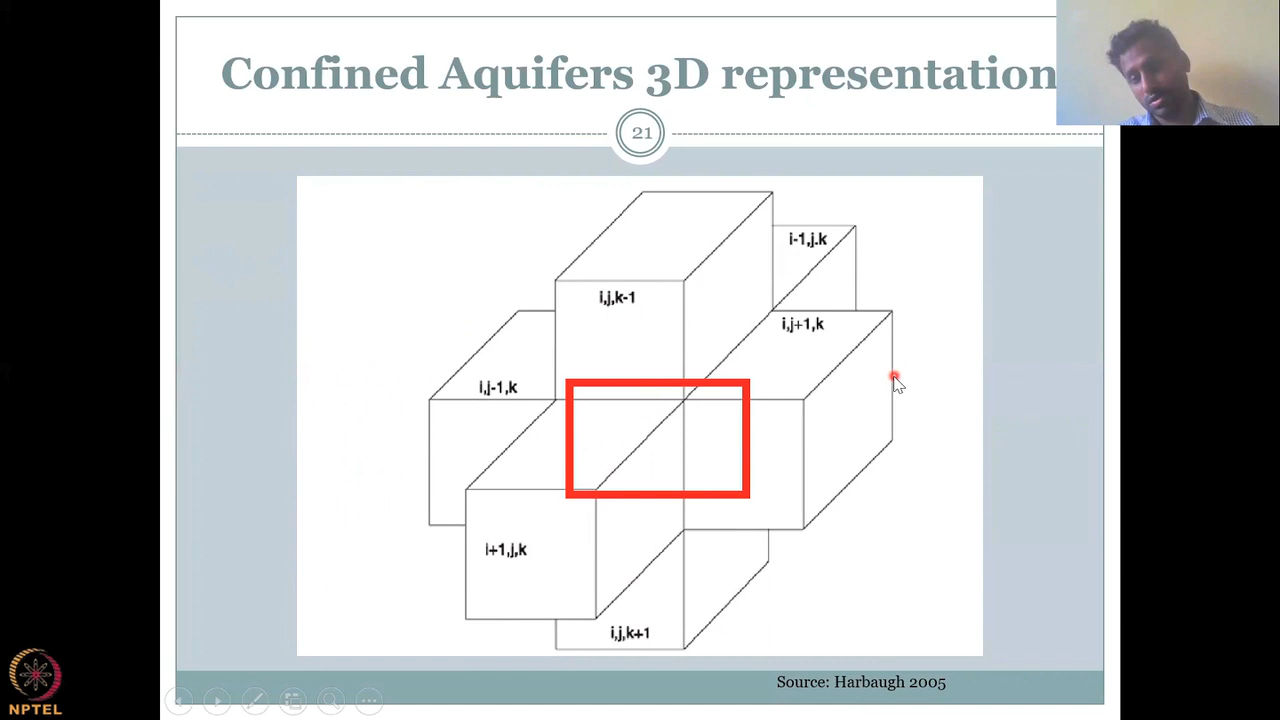 Confined Aquifers 3D representation
21
i-1,j.k
i,j,k-1
i,j+1,k
i,j-1,k
i+1,j,k
i,j,k+1
Source: Harbaugh 2005
NPTEL